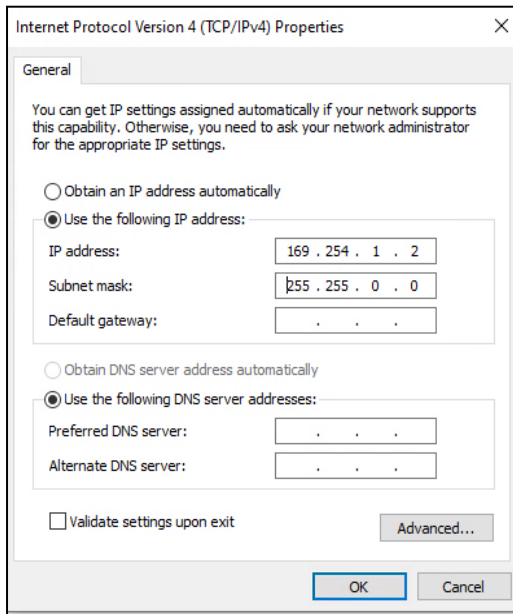 Internet Protocol Version 4 (TCP/IPv4) Properties
General
You can get IP settings assigned automatically if your network supports
this capability. Otherwise, you need to ask your network administrator
for the appropriate IP settings.
Obtain an IP address automatically
Use the following IP address:
IP address: 169 . 254 . 1 . 2
Subnet mask: 255 . 255 . 0 . 0
Default gateway: . . .
Obtain DNS server address automatically
Use the following DNS server addresses:
Preferred DNS server: . . .
Alternate DNS server: . . .
Validate settings upon exit
Advanced...
OK Cancel